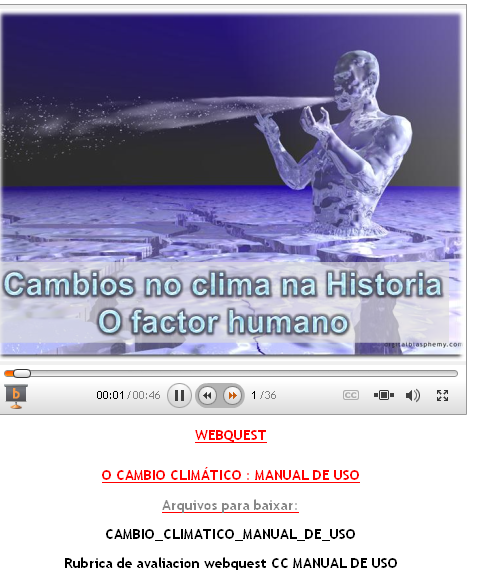 Cambios no clima na Historia
O factor humano
digitalblasphemy.com
b
00:01 / 00:46
1 /36
CC
WEBQUEST
O CAMBIO CLIMÁTICO : MANUAL DE USO
Arquivos para baixar:
CAMBIO_CLIMATICO_MANUAL_DE_USO
Rubrica de avaliacion webquest CC MANUAL DE USO